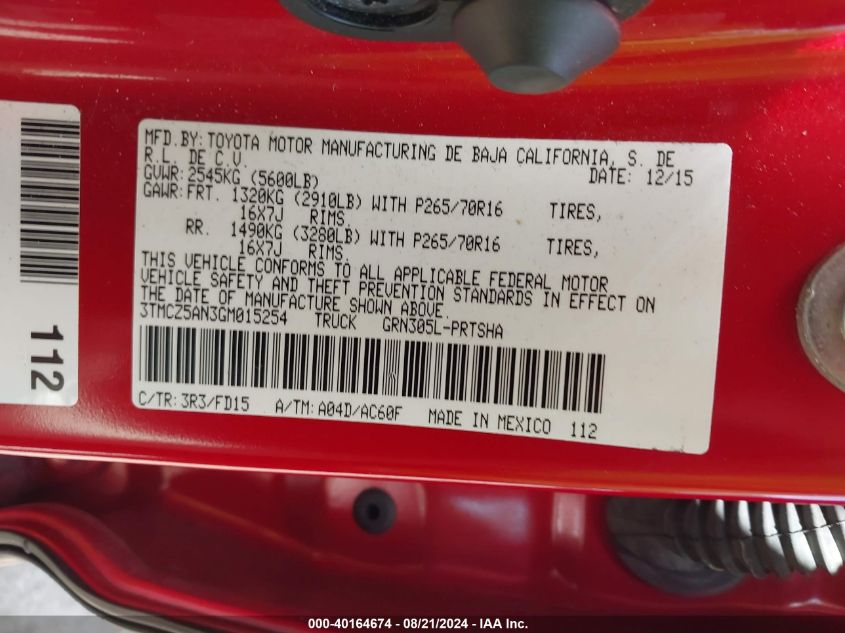 MFD.BY:TOYOTA MOTOR MANUFACTURING DE BAJA CALIFORNIA, S. DE
R.L. DE C.V.
DATE: 12/15
GVWR:2545KG (5600LB)
GAWR:FRT. 1320KG (2910LB) WITH P265/70R16 TIRES,
16X7J RIMS.
RR. 1490KG (3280LB) WITH P265/70R16 TIRES,
16X7J RIMS.
THIS VEHICLE CONFORMS TO ALL APPLICABLE FEDERAL MOTOR
VEHICLE SAFETY AND THEFT PREVENTION STANDARDS IN EFFECT ON
THE DATE OF MANUFACTURE SHOWN ABOVE.
3TMCZ5AN3GM015254 TRUCK GRN305L-PRTSHA
C/TR:3R3/FD15 A/TM:A04D/AC60F MADE IN MEXICO 112
112
000-40164674 - 08/21/2024 - IAA Inc.